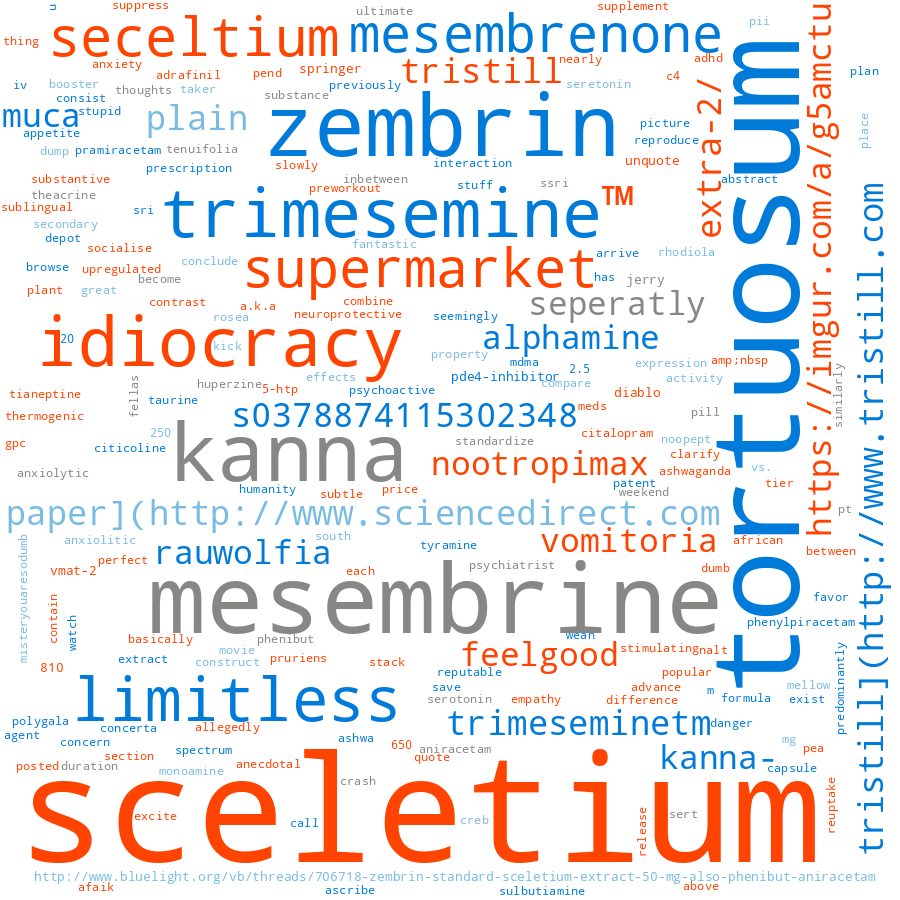 u
suppress
ultimate
supplement
pii
thing
seceltium
mesembrenone
anxiety
adrafinil
pend
springer
tristill
nearly
adhd
c4
plan
iv
booster
thoughts
taker
previously
seretonin
consist
substance
muca
stupid
plain
zembrin
extra-2/
tortuosum
https://imgur.com/a/g5amctu
place
appetite
picture
reproduce
dump
pramiracetam
tenuifolia
prescription
slowly
interaction
unquote
substantive
inbetween
abstract
theacrine
preworkout
stuff
ssri
sublingual
sri
trimesemine™
secondary
depot
fantastic
socialise
supermarket
arrive
rhodiola
browse
upregulated
conclude
has
jerry
plant
great
become
contrast
a.k.a
combine
seperatly
rosea
neuroprotective
seemingly
idiocracy
20
kick
alphamine
property
mdma
2.5
expression
amp;nbsp
pde4-inhibitor
compare
activity
huperzine
effects
psychoactive
5-htp
tianeptine
fellas
taurine
diablo
similarly
thermogenic
s0378874115302348
meds
pill
250
kanna
citalopram
noopept
gpc
citicoline
standardize
clarify
nootropimax
ashwaganda
vs.
anxiolytic
humanity
subtle
price
patent
weekend
tier
paper](http://www.sciencedirect.com
pt
tristill](http://www.tristill.com
anxiolitic
south
vomitoria
african
rauwolfia
tyramine
between
misteryouaresodumb
vmat-2
perfect
each
psychiatrist
dumb
mesembrine
contain
watch
favor
phenylpiracetam
basically
phenibut
wean
movie
feelgood
stimulating
nalt
predominantly
extract
construct
pruriens
stack
810
reputable
popular
limitless
save
advance
mellow
serotonin
empathy
difference
m
formula
exist
polygala
concerta
allegedly
trimeseminetm
danger
agent
concern
ashwa
650
aniracetam
mg
section
spectrum
quote
kanna-
pea
posted
duration
monoamine
anecdotal
capsule
crash
sceletium
excite
call
creb
release
sert
reuptake
http://www.bluelight.org/vb/threads/706718-zembrin-standard-sceletium-extract-50-mg-also-phenibut-aniracetam
afaik
ascribe
sulbutiamine
above